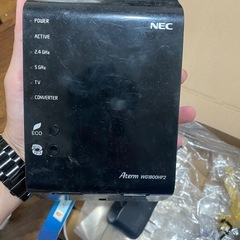 POWER
NEC
ACTIVE
2.4 GHz
5 GHz
TV
CONVERTER
ECO
Aterm WG1800HP2